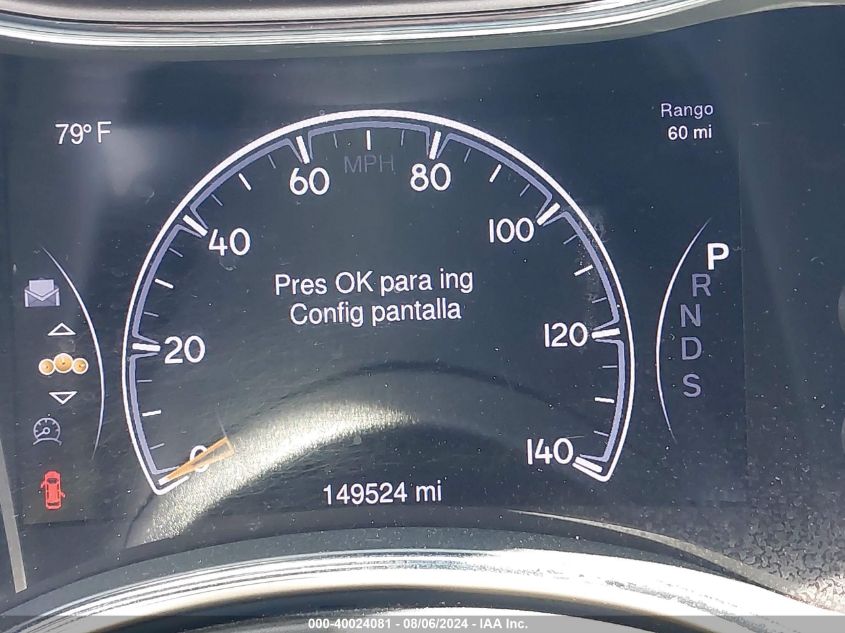 79° F
Rango
60 mi
MPH
0
20
40
60
80
100
120
140
Pres OK para ing
Config pantalla
P
R
N
D
S
149524 mi
000-40024081 - 08/06/2024 - IAA Inc.